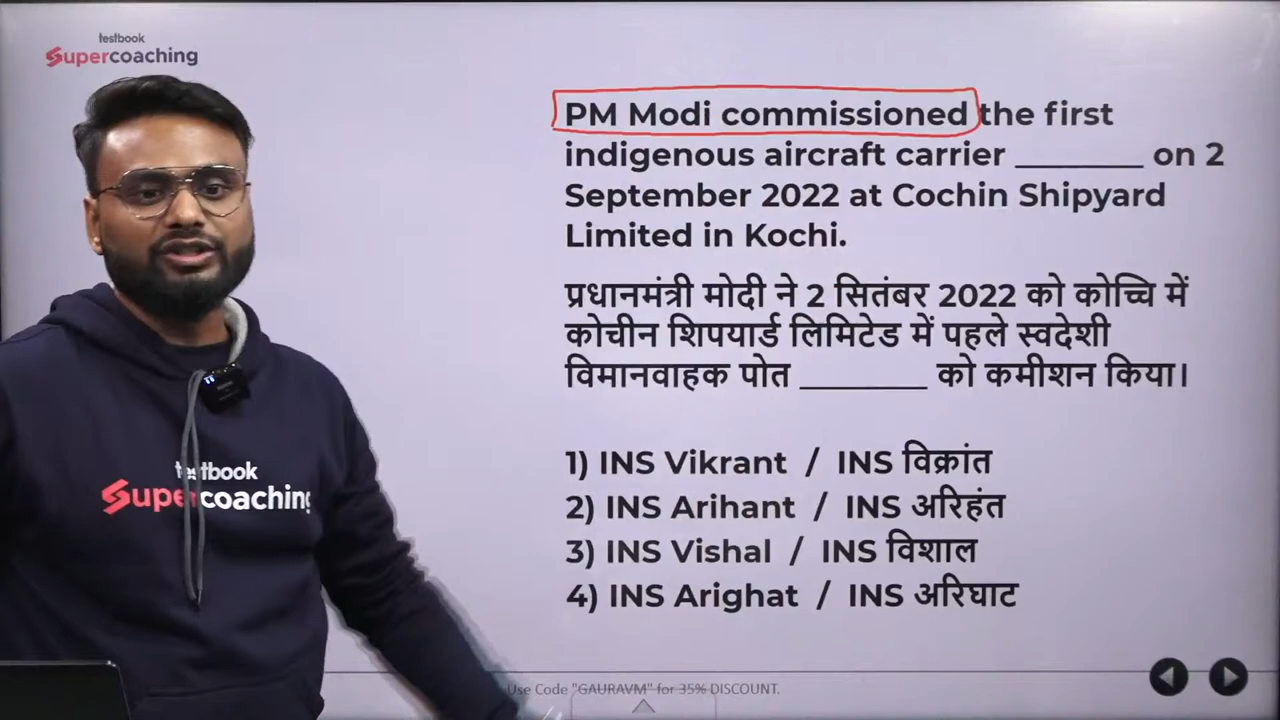 testbook
Supercoaching
PM Modi commissioned the first
indigenous aircraft carrier ________ on 2
September 2022 at Cochin Shipyard
Limited in Kochi.
प्रधानमंत्री मोदी ने 2 सितंबर 2022 को कोच्चि में
कोचीन शिपयार्ड लिमिटेड में पहले स्वदेशी
विमानवाहक पोत ________ को कमीशन किया।
1) INS Vikrant / INS विक्रांत
2) INS Arihant / INS अरिहंत
3) INS Vishal / INS विशाल
4) INS Arighat / INS अरिघाट
testbook
Supercoaching
Use Code "GAURAVM" for 35% DISCOUNT.